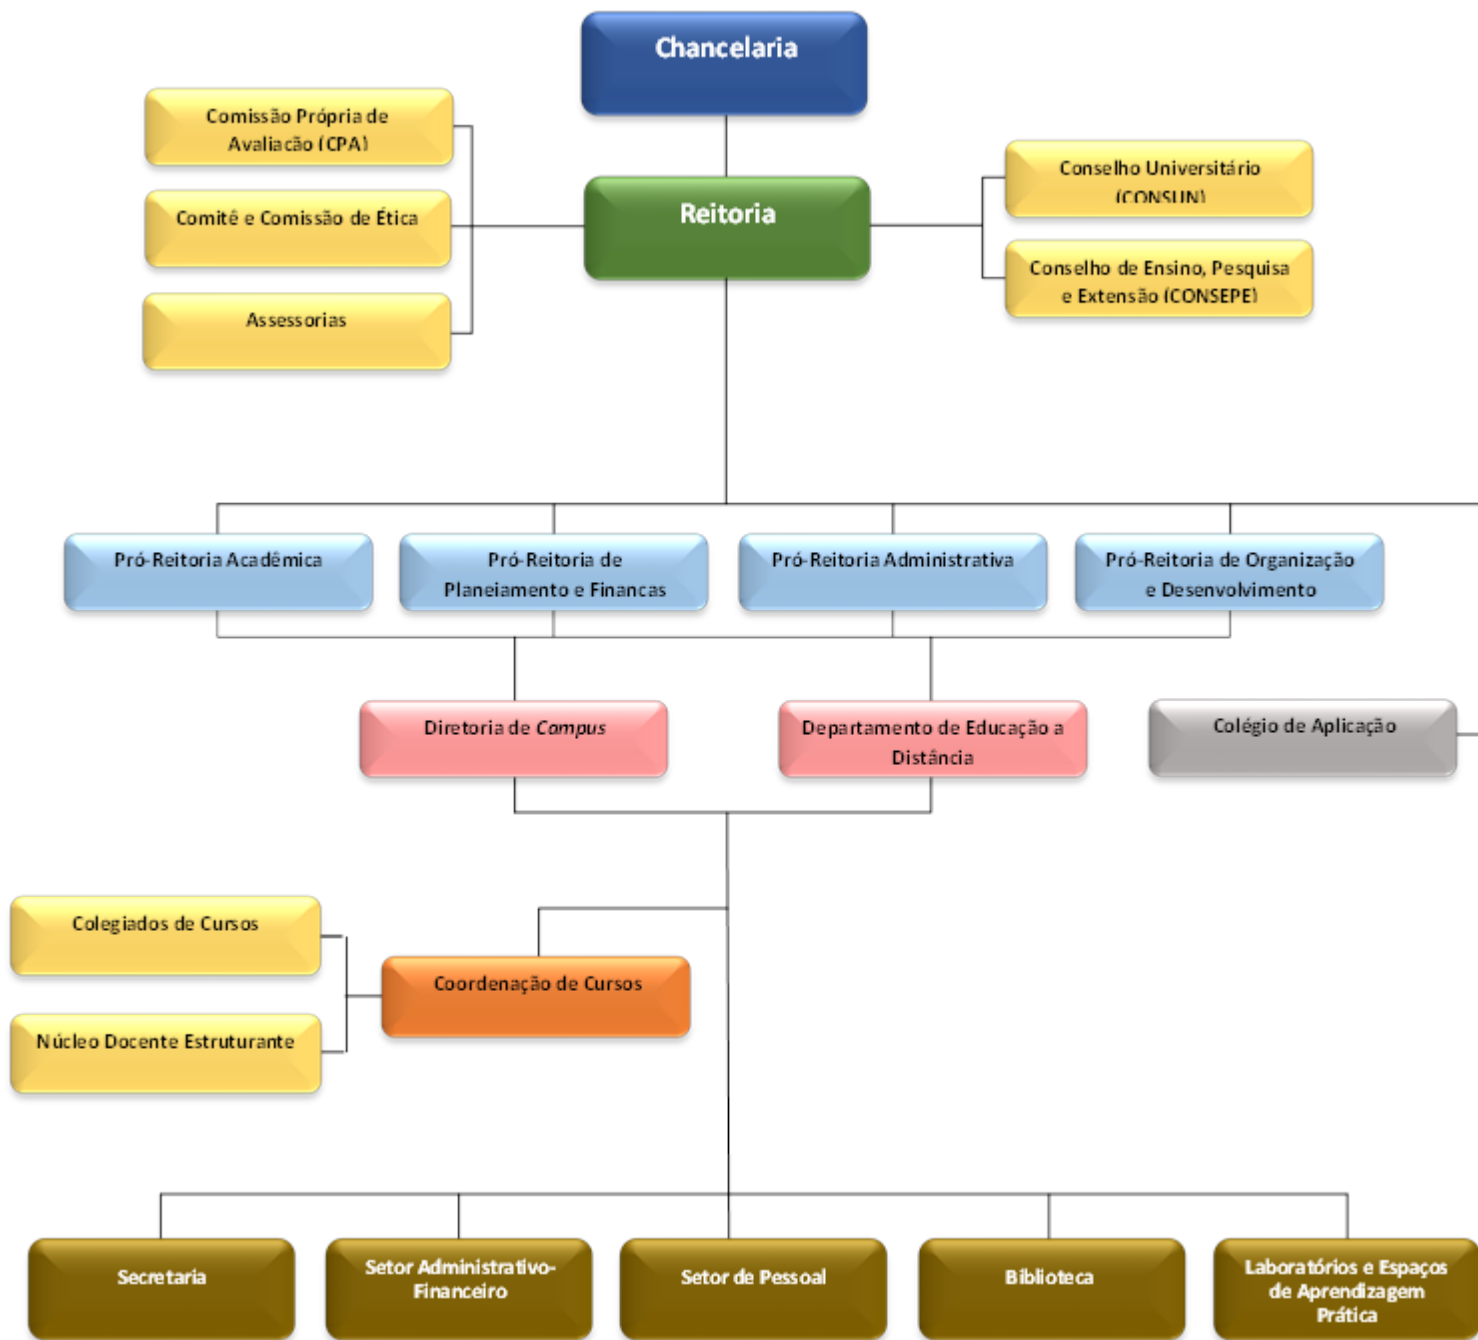 Chancelaria
Comissão Própria de
Avaliação (CPA)
Conselho Universitário
(CONSUN)
Comitê e Comissão de Ética
Reitoria
Conselho de Ensino, Pesquisa
e Extensão (CONSEPE)
Assessorias
Pró-Reitoria Acadêmica
Pró-Reitoria de
Planejamento e Finanças
Pró-Reitoria Administrativa
Pró-Reitoria de Organização
e Desenvolvimento
Diretoria de Campus
Departamento de Educação a
Distância
Colégio de Aplicação
Colegiados de Cursos
Coordenação de Cursos
Núcleo Docente Estruturante
Secretaria
Setor Administrativo-
Financeiro
Setor de Pessoal
Biblioteca
Laboratórios e Espaços
de Aprendizagem
Prática